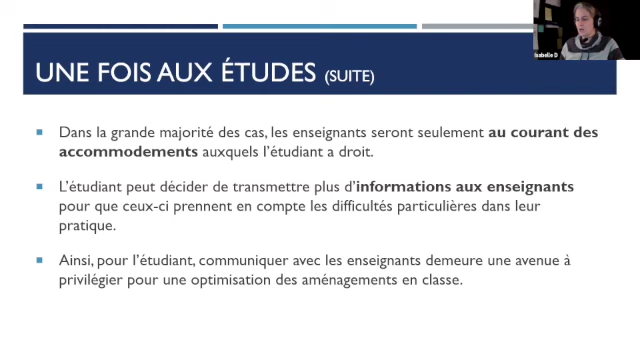 UNE FOIS AUX ÉTUDES (SUITE)
Isabelle D
Dans la grande majorité des cas, les enseignants seront seulement au courant des
accommodements auxquels l'étudiant a droit.
L'étudiant peut décider de transmettre plus d'informations aux enseignants
pour que ceux-ci prennent en compte les difficultés particulières dans leur
pratique.
Ainsi, pour l'étudiant, communiquer avec les enseignants demeure une avenue à
privilégier pour une optimisation des aménagements en classe.